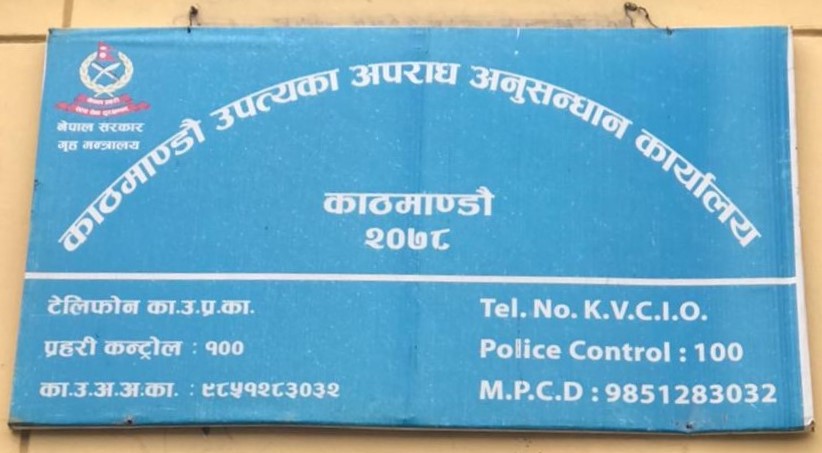 नेपाल सरकार
गृह मन्त्रालय
काठमाण्डौ उपत्यका अपराध अनुसन्धान कार्यालय
काठमाण्डौ
२०७८
टेलिफोन का.उ.प्र.का.
प्रहरी कन्ट्रोल : १००
का.उ.अ.अ.का. : ९८५१२८३०३२
Tel. No. K.V.C.I.O.
Police Control : 100
M.P.C.D : 9851283032